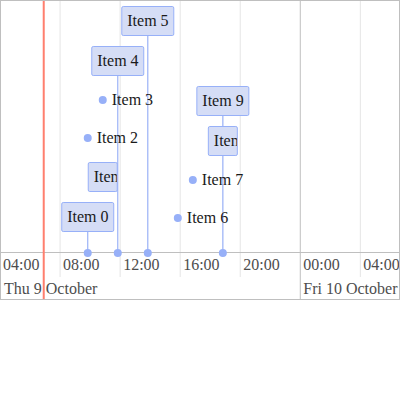 Item 5
Item 4
Item 3
Item 9
Item 2
Item 7
Item 0
Item 6
04:00 08:00 12:00 16:00 20:00 00:00 04:00
Thu 9 October Fri 10 October